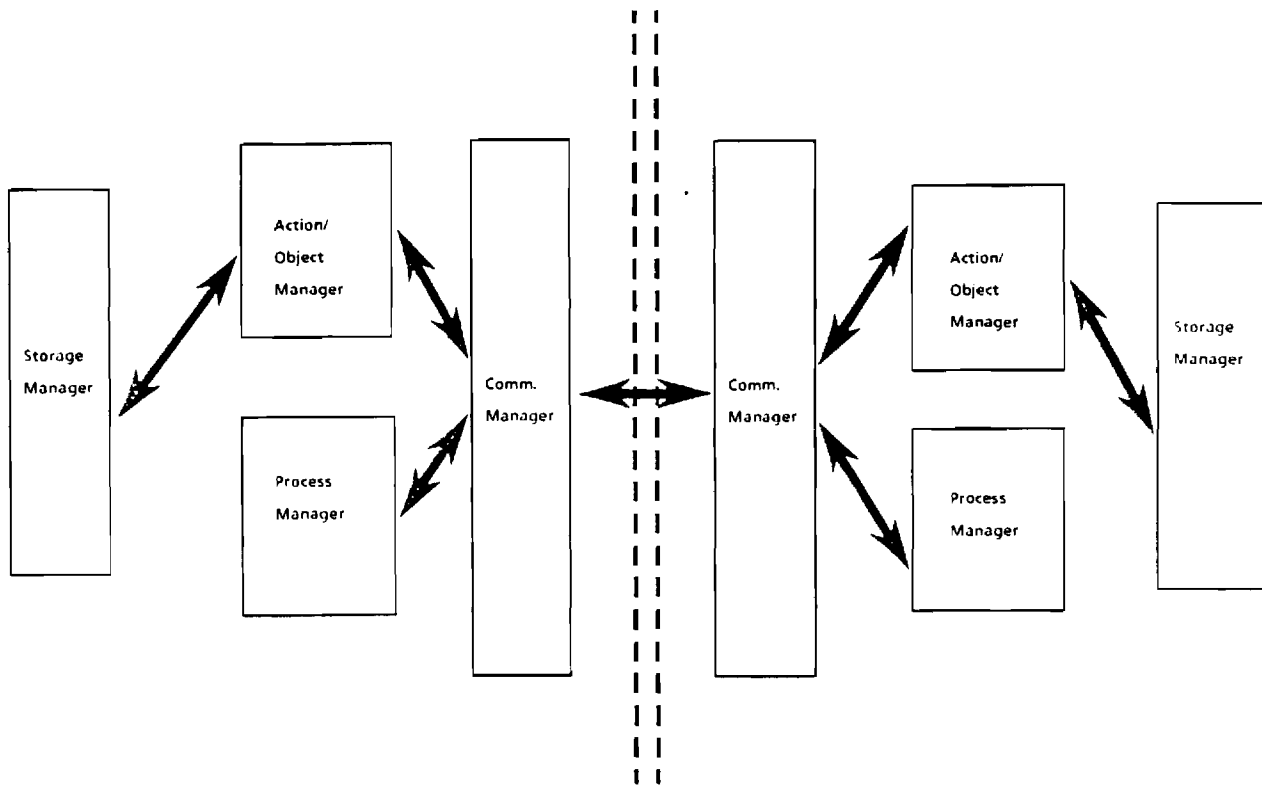 Storage
Manager
Action/
Object
Manager
Process
Manager
Comm.
Manager
Comm.
Manager
Action/
Object
Manager
Process
Manager
Storage
Manager